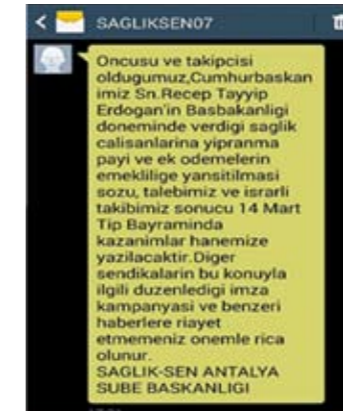 SAGLIKSEN07
Oncusu ve takipcisi
oldugumuz,Cumhurbaskan
imiz Sn.Recep Tayyip
Erdogan'in Basbakanligi
doneminde verdigi saglik
calisanlarina yipranma
payi ve ek odemelerin
emeklilige yansitilmasi
sozu, talebimiz ve israrli
takibimiz sonucu 14 Mart
Tip Bayraminda
kazanimlar hanemize
yazilacaktir.Diger
sendikalarin bu konuyla
ilgili duzenledigi imza
kampanyasi ve benzeri
haberlere riayet
etmemeniz onemle rica
olunur.
SAGLIK-SEN ANTALYA
SUBE BASKANLIGI